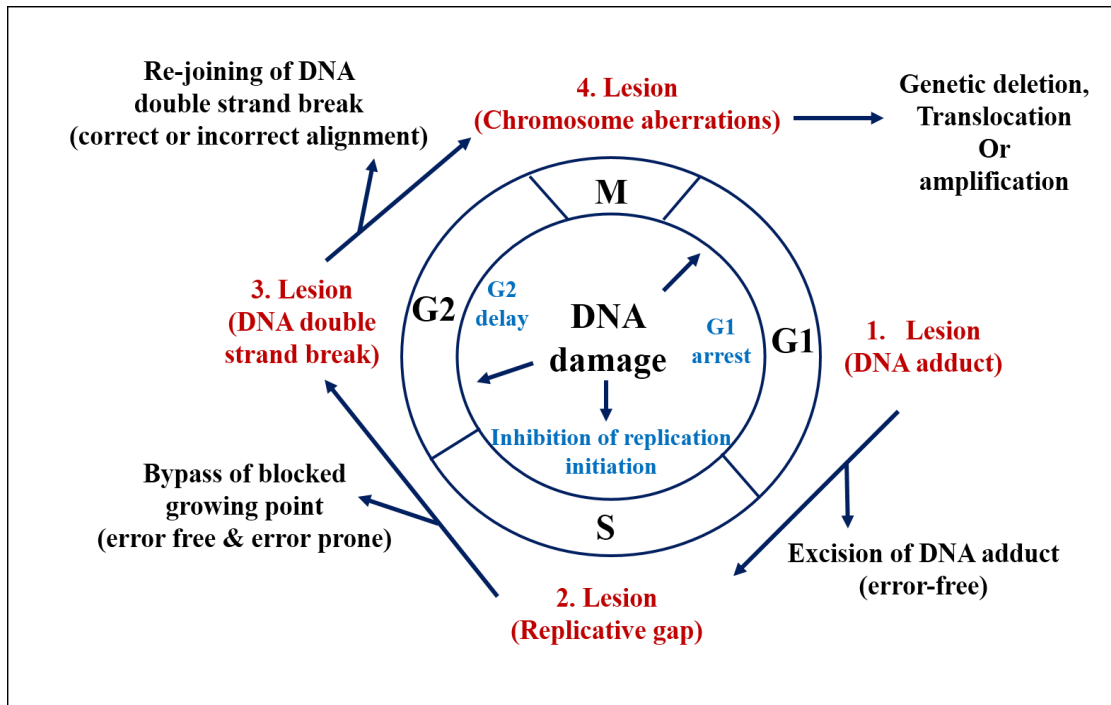 Re-joining of DNA
double strand break
(correct or incorrect alignment)
4. Lesion
(Chromosome aberrations)
Genetic deletion,
Translocation
Or
amplification
M
G2
G2
delay
DNA
damage
G1
arrest
G1
3. Lesion
(DNA double
strand break)
1. Lesion
(DNA adduct)
Inhibition of replication
initiation
Bypass of blocked
growing point
(error free & error prone)
S
Excision of DNA adduct
(error-free)
2. Lesion
(Replicative gap)